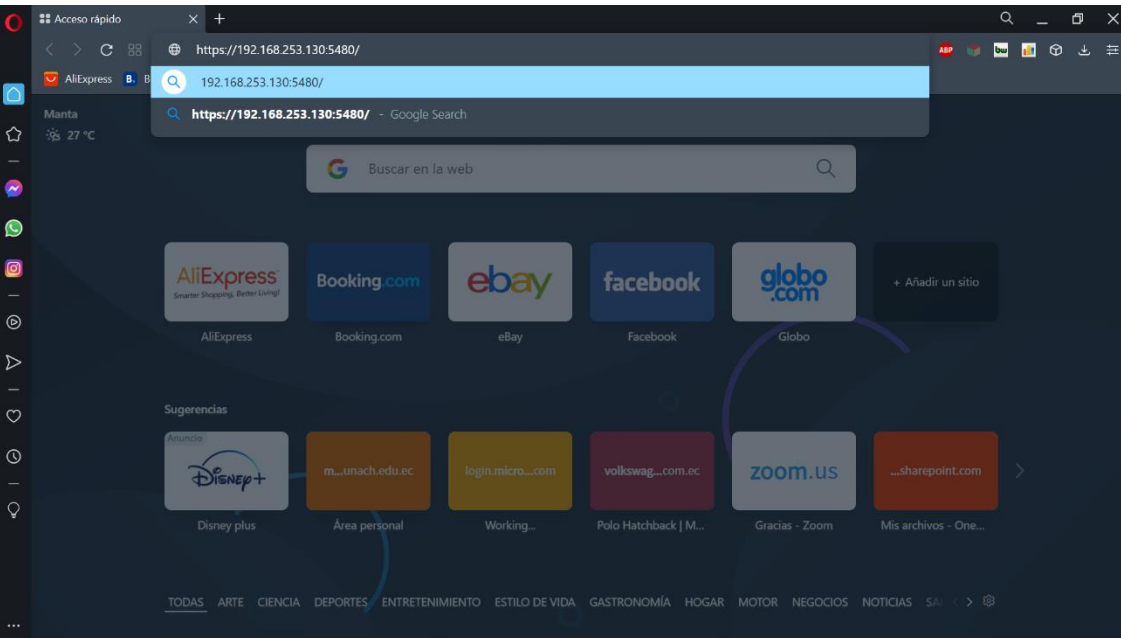 Acceso rápido
https://192.168.253.130:5480/
ABP
bw
AliExpress
B.
B
192.168.253.130:5480/
https://192.168.253.130:5480/ - Google Search
Manta
27 °C
Buscar en la web
AliExpress
Smarter Shopping, Better Living!
Booking.com
ebay
facebook
globo
.com
+ Añadir un sitio
AliExpress
Booking.com
eBay
Facebook
Globo
Sugerencias
Anuncio
Disney+
m,...unach.edu.ec
login.micro...com
volkswag...com.ec
zoom.us
...sharepoint.com
Disney plus
Área personal
Working...
Polo Hatchback | M...
Gracias - Zoom
Mis archivos - One...
TODAS ARTE CIENCIA DEPORTES ENTRETENIMIENTO ESTILO DE VIDA GASTRONOMÍA HOGAR MOTOR NEGOCIOS NOTICIAS